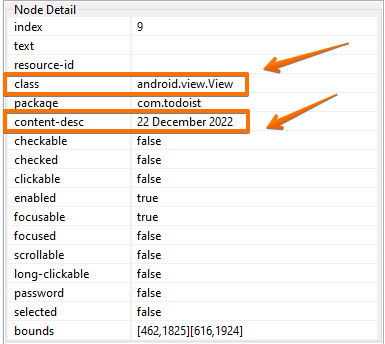 Node Detail
index 9
text
resource-id
class android.view.View
package com.todoist
content-desc 22 December 2022
checkable false
checked false
clickable false
enabled true
focusable true
focused false
scrollable false
long-clickable false
password false
selected false
bounds [462,1825][616,1924]